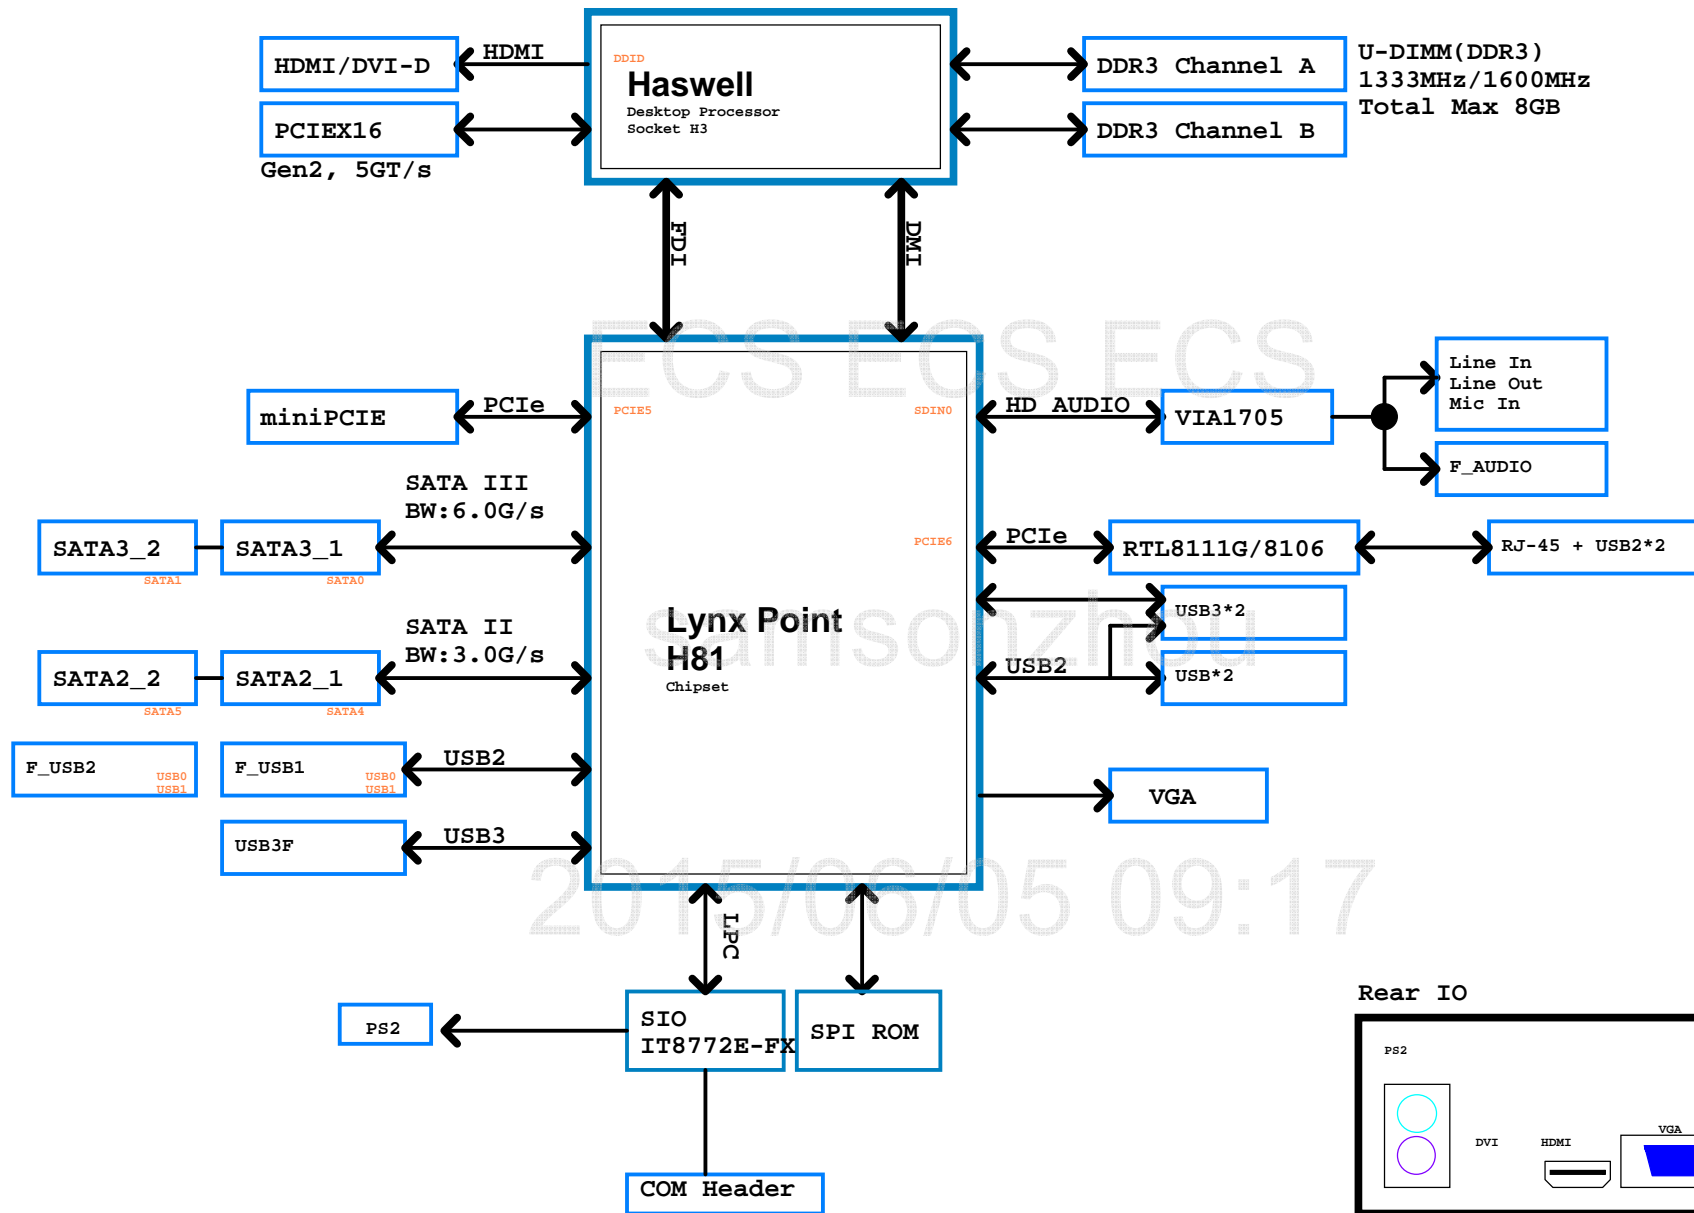 HDMI/DVI-D
HDMI
DDID
Haswell
Desktop Processor
Socket H3
DDR3 Channel A
U-DIMM(DDR3)
1333MHz/1600MHz
Total Max 8GB
PCIEX16
Gen2, 5GT/s
DDR3 Channel B
FDI
DMI
ECS ECS ECS
miniPCIE
PCIe
PCIE5
SDIN0
HD AUDIO
VIA1705
Line In
Line Out
Mic In
F_AUDIO
SATA III
BW:6.0G/s
SATA3_2
SATA1
SATA3_1
SATA0
PCIE6
PCIe
RTL8111G/8106
RJ-45 + USB2*2
USB3*2
Lynx Point
H81
Chipset
samsonzhou
SATA II
BW:3.0G/s
SATA2_2
SATA5
SATA2_1
SATA4
USB2
USB*2
F_USB2
USB0
USB1
F_USB1
USB0
USB1
USB2
VGA
USB3F
USB3
2015/06/05 09:17
LPC
PS2
SIO
IT8772E-FX
SPI ROM
COM Header
Rear IO
PS2
DVI
HDMI
VGA